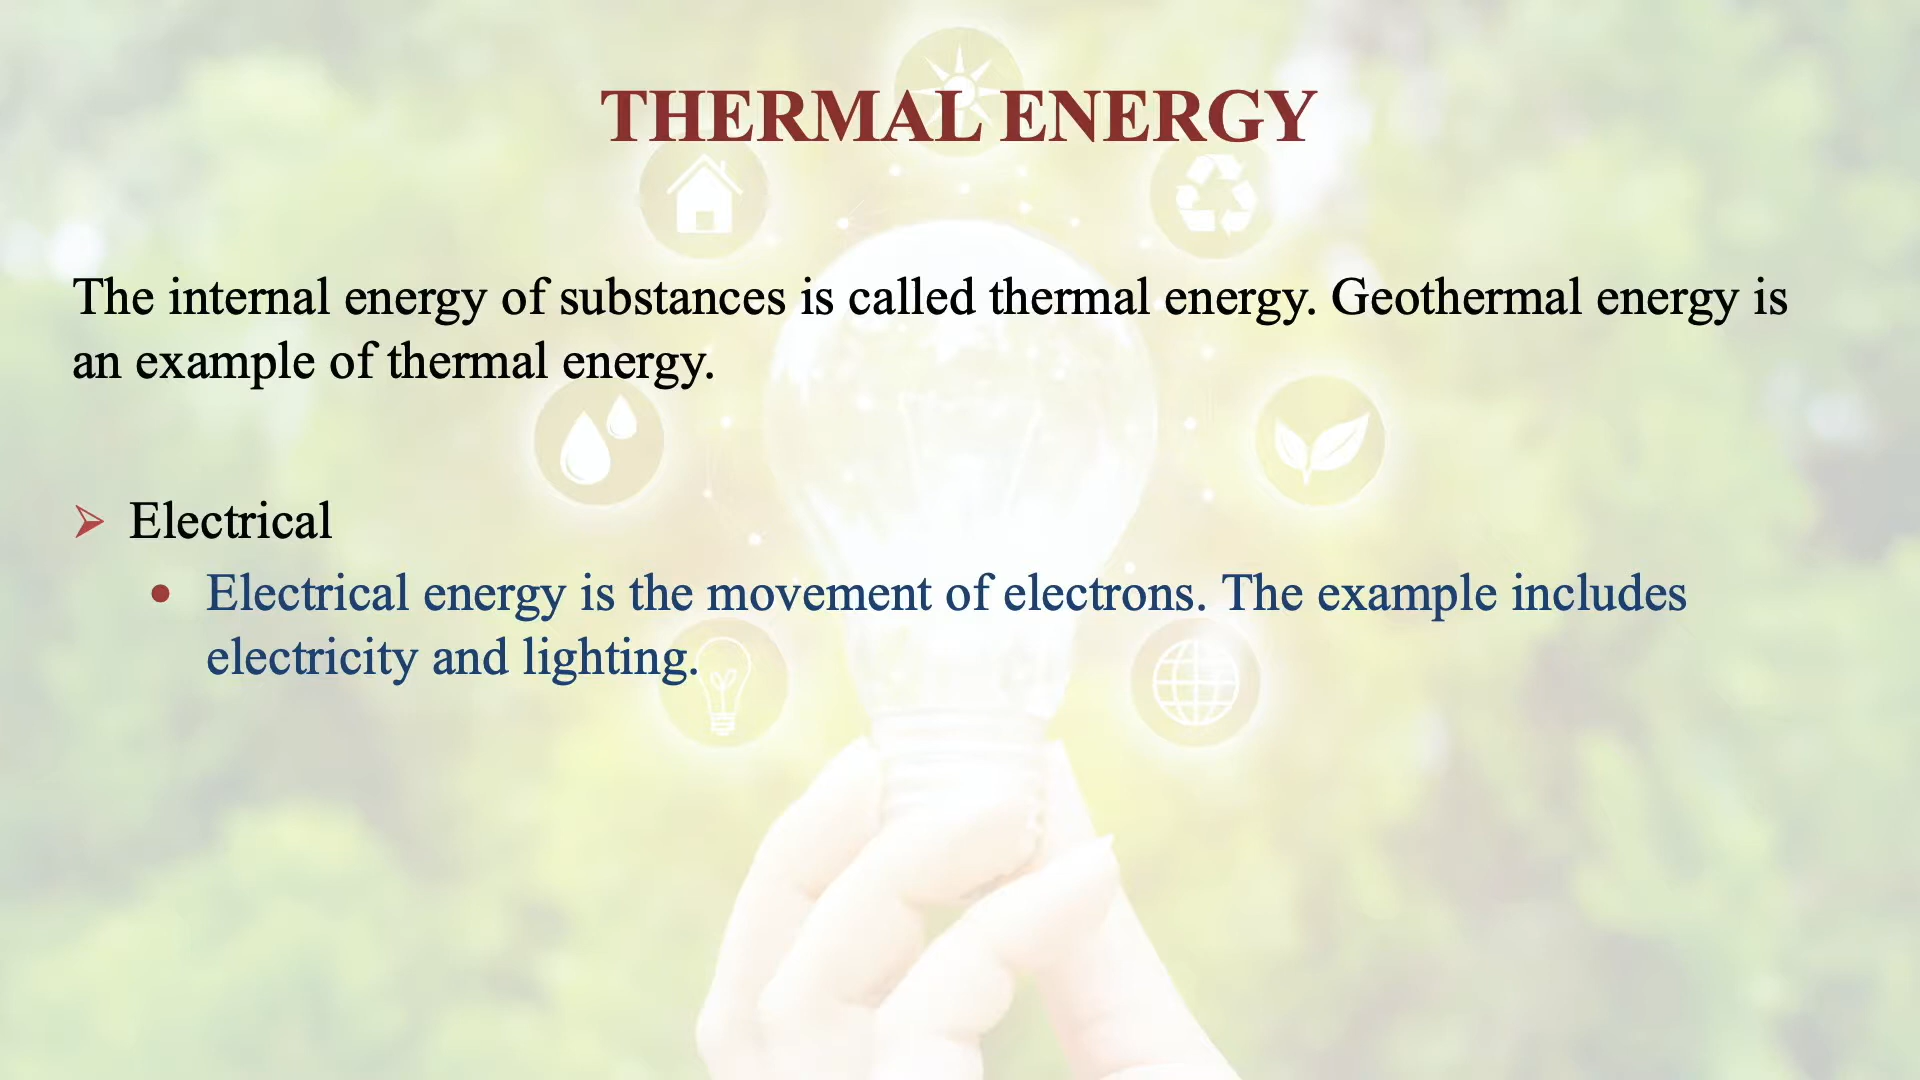 THERMAL ENERGY
The internal energy of substances is called thermal energy. Geothermal energy is
an example of thermal energy.
Electrical
Electrical energy is the movement of electrons. The example includes
electricity and lighting.